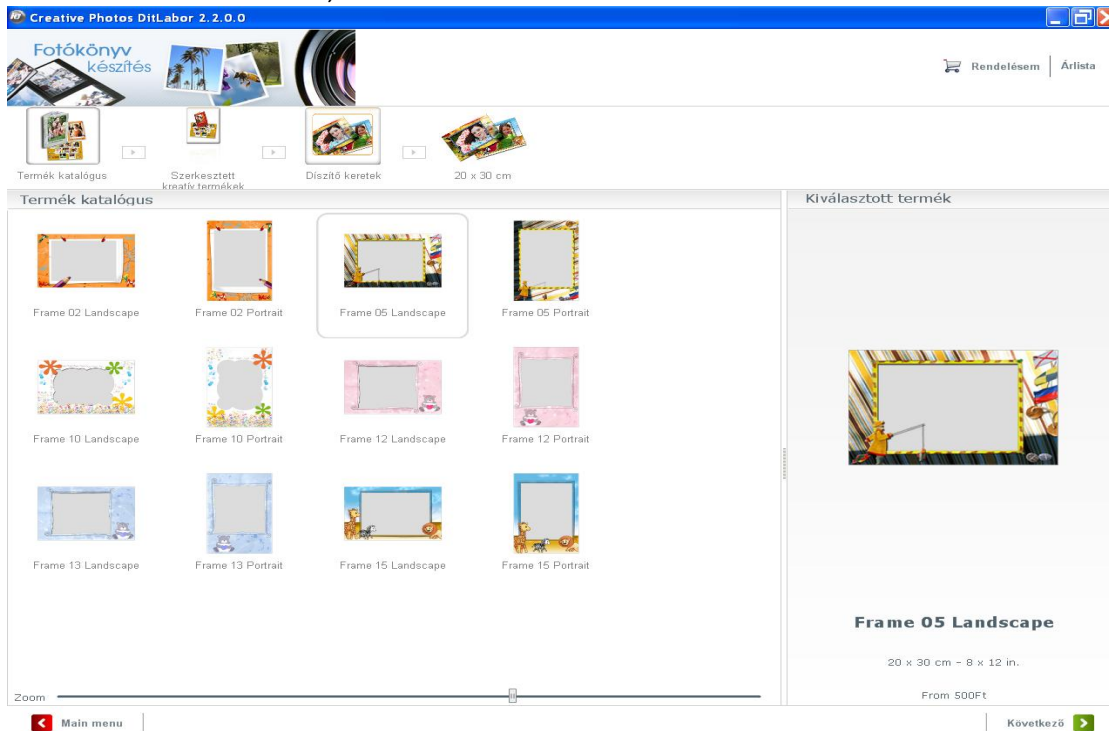 Creative Photos DitLabor 2.2.0.0
Fotókönyv
készítés
Rendelésem
Árlista
Termék katalógus
Szerkesztett
kreatív termékek
Díszítő keretek
20 x 30 cm
Termék katalógus
Kiválasztott termék
Frame 02 Landscape
Frame 02 Portrait
Frame 05 Landscape
Frame 05 Portrait
Frame 10 Landscape
Frame 10 Portrait
Frame 12 Landscape
Frame 12 Portrait
Frame 13 Landscape
Frame 13 Portrait
Frame 15 Landscape
Frame 15 Portrait
Frame 05 Landscape
20 x 30 cm - 8 x 12 in.
From 500Ft
Zoom
Main menu
Következő